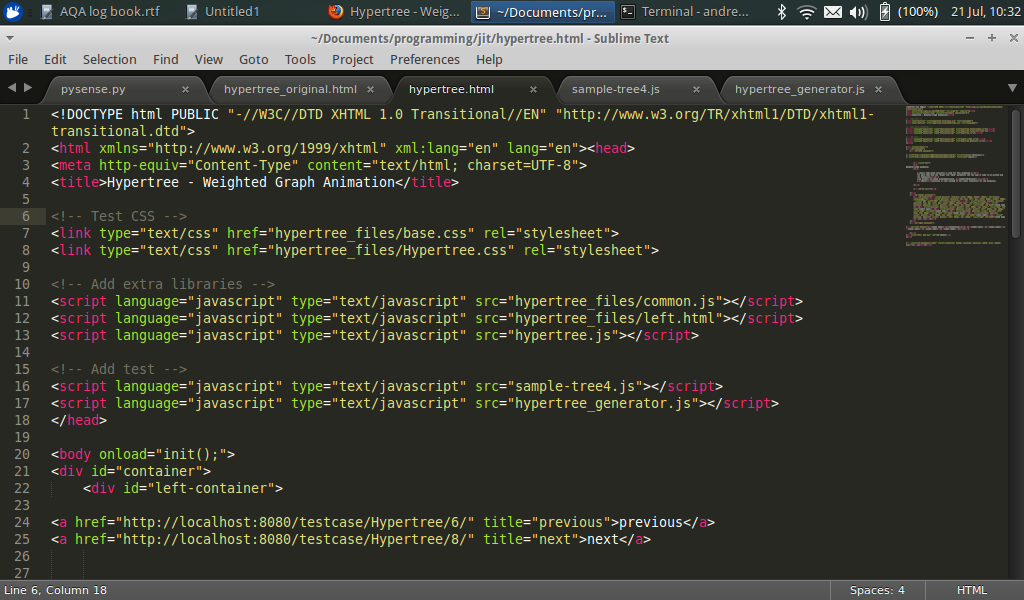 AQA log book.rtf Untitled1 Hypertree - Weig... ~/Documents/pr... Terminal - andre... (100%) 21 Jul, 10:32
~/Documents/programming/jit/hypertree.html - Sublime Text
File Edit Selection Find View Goto Tools Project Preferences Help
pysense.py × hypertree_original.html × hypertree.html × sample-tree4.js × hypertree_generator.js ×
1 <!DOCTYPE html PUBLIC "-//W3C//DTD XHTML 1.0 Transitional//EN" "http://www.w3.org/TR/xhtml1/DTD/xhtml1-
transitional.dtd">
2 <html xmlns="http://www.w3.org/1999/xhtml" xml:lang="en" lang="en"><head>
3 <meta http-equiv="Content-Type" content="text/html; charset=UTF-8">
4 <title>Hypertree - Weighted Graph Animation</title>
5
6 <!-- Test CSS -->
7 <link type="text/css" href="hypertree_files/base.css" rel="stylesheet">
8 <link type="text/css" href="hypertree_files/Hypertree.css" rel="stylesheet">
9
10 <!-- Add extra libraries -->
11 <script language="javascript" type="text/javascript" src="hypertree_files/common.js"></script>
12 <script language="javascript" type="text/javascript" src="hypertree_files/left.html"></script>
13 <script language="javascript" type="text/javascript" src="hypertree.js"></script>
14
15 <!-- Add test -->
16 <script language="javascript" type="text/javascript" src="sample-tree4.js"></script>
17 <script language="javascript" type="text/javascript" src="hypertree_generator.js"></script>
18 </head>
19
20 <body onload="init();">
21 <div id="container">
22 <div id="left-container">
23
24 <a href="http://localhost:8080/testcase/Hypertree/6/" title="previous">previous</a>
25 <a href="http://localhost:8080/testcase/Hypertree/8/" title="next">next</a>
26
27
Line 6, Column 18 Spaces: 4 HTML